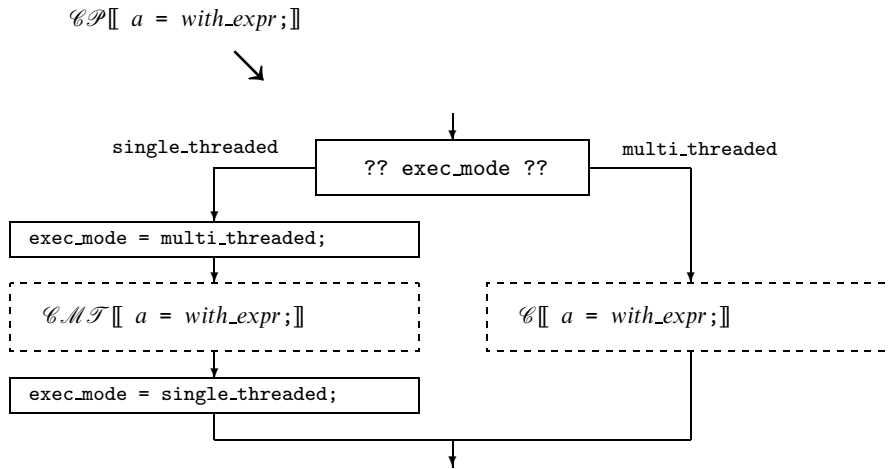 𝒞𝒫⟦ a = with_expr;⟧
single_threaded
multi_threaded
?? exec_mode ??
exec_mode = multi_threaded;
𝒞ℳ𝒯⟦ a = with_expr;⟧
𝒞⟦ a = with_expr;⟧
exec_mode = single_threaded;